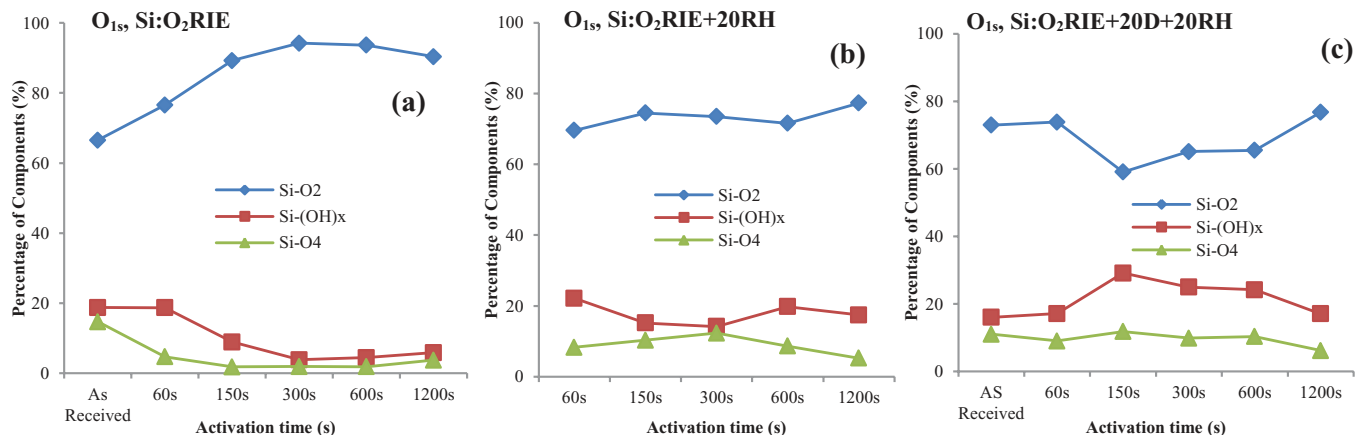 O1s, Si:O2RIE
(a)
Percentage of Components (%)
100
80
60
40
20
0
Si-O2
Si-(OH)x
Si-O4
As Received
60s
150s
300s
600s
1200s
Activation time (s)
O1s, Si:O2RIE+20RH
(b)
Percentage of Components (%)
100
80
60
40
20
0
Si-O2
Si-(OH)x
Si-O4
60s
150s
300s
600s
1200s
Activation time (s)
O1s, Si:O2RIE+20D+20RH
(c)
Percentage of Components (%)
100
80
60
40
20
0
Si-O2
Si-(OH)x
Si-O4
AS
Received
60s
150s
300s
600s
1200s
Activation time (s)